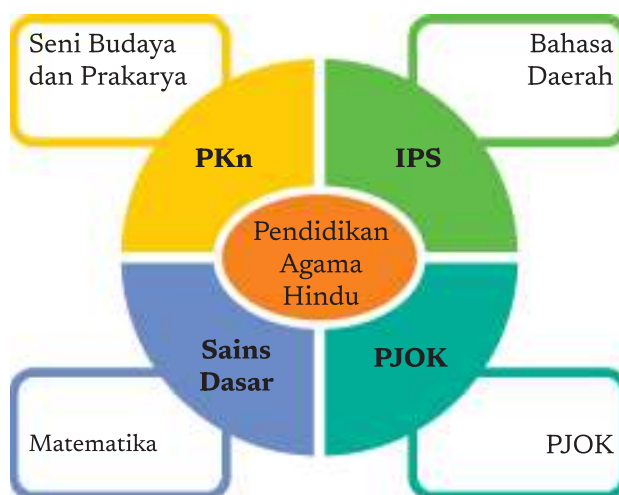 Seni Budaya
dan Prakarya
Bahasa
Daerah
PKn
IPS
Pendidikan
Agama
Hindu
Sains
Dasar
PJOK
Matematika
PJOK